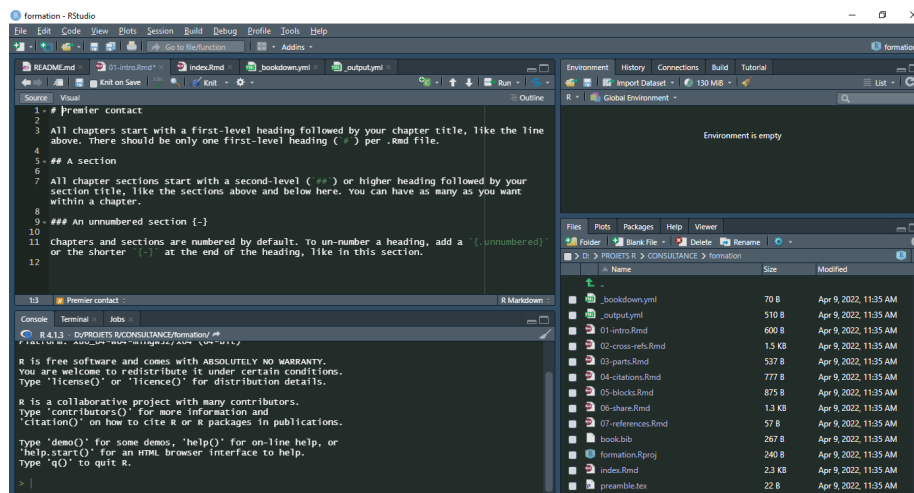 formation - RStudio
File Edit Code View Plots Session Build Debug Profile Tools Help
Go to file/function Addins
formation
README.md 01-intro.Rmd* index.Rmd _bookdown.yml _output.yml
Knit on Save ABC Knit Run
Source Visual Outline
1 # Premier contact
2
3 All chapters start with a first-level heading followed by your chapter title, like the line
above. There should be only one first-level heading (`#`) per .Rmd file.
4
5 ## A section
6
7 All chapter sections start with a second-level (`##`) or higher heading followed by your
section title, like the sections above and below here. You can have as many as you want
within a chapter.
8
9 ### An unnumbered section {-}
10
11 Chapters and sections are numbered by default. To un-number a heading, add a `{.unnumbered}`
or the shorter `{-}` at the end of the heading, like in this section.
12
1:3 Premier contact R Markdown
Console Terminal Jobs
R 4.1.3 · D:/PROJETS R/CONSULTANCE/formation/
Platform: x86_64-w64-mingw32/x64 (64-bit)
R is free software and comes with ABSOLUTELY NO WARRANTY.
You are welcome to redistribute it under certain conditions.
Type 'license()' or 'licence()' for distribution details.
R is a collaborative project with many contributors.
Type 'contributors()' for more information and
'citation()' on how to cite R or R packages in publications.
Type 'demo()' for some demos, 'help()' for on-line help, or
'help.start()' for an HTML browser interface to help.
Type 'q()' to quit R.
>
Environment History Connections Build Tutorial
Import Dataset 130 MiB List
R Global Environment
Environment is empty
Files Plots Packages Help Viewer
Folder Blank File Delete Rename
D: > PROJETS R > CONSULTANCE > formation
Name Size Modified
..
_bookdown.yml 70 B Apr 9, 2022, 11:35 AM
_output.yml 510 B Apr 9, 2022, 11:35 AM
01-intro.Rmd 600 B Apr 9, 2022, 11:35 AM
02-cross-refs.Rmd 1.5 KB Apr 9, 2022, 11:35 AM
03-parts.Rmd 537 B Apr 9, 2022, 11:35 AM
04-citations.Rmd 777 B Apr 9, 2022, 11:35 AM
05-blocks.Rmd 875 B Apr 9, 2022, 11:35 AM
06-share.Rmd 1.3 KB Apr 9, 2022, 11:35 AM
07-references.Rmd 57 B Apr 9, 2022, 11:35 AM
book.bib 267 B Apr 9, 2022, 11:35 AM
formation.Rproj 240 B Apr 9, 2022, 11:35 AM
index.Rmd 2.3 KB Apr 9, 2022, 11:35 AM
preamble.tex 22 B Apr 9, 2022, 11:35 AM